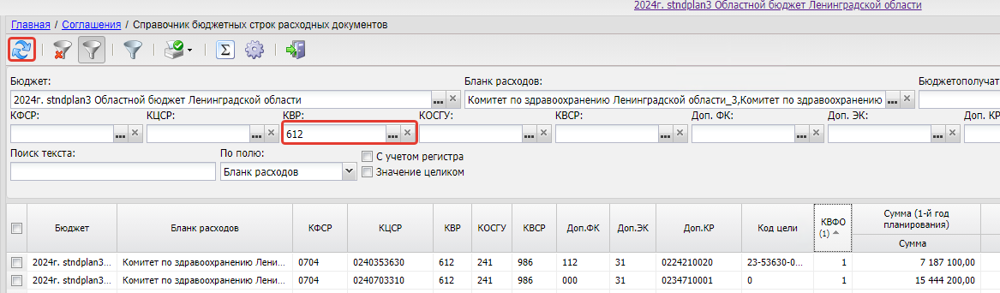 2024г. stndplan3 Областной бюджет Ленинградской области
Главная / Соглашения / Справочник бюджетных строк расходных документов
Бюджет: Бланк расходов: Бюджетополучат
2024г. stndplan3 Областной бюджет Ленинградской области ... Комитет по здравоохранению Ленинградской области_3,Комитет по здравоохранению ...
КФСР: КЦСР: КВР: КОСГУ: КВСР: Доп. ФК: Доп. ЭК: Доп. КР
... ... 612 ... ... ... ... ...
Поиск текста: По полю: С учетом регистра
Бланк расходов Значение целиком
Бюджет Бланк расходов КФСР КЦСР КВР КОСГУ КВСР Доп.ФК Доп.ЭК Доп.КР Код цели КВФО (1) Сумма (1-й год планирования)
Сумма
2024г. stndplan3... Комитет по здравоохранению Лени... 0704 0240353630 612 241 986 112 31 0224210020 23-53630-0... 1 7 187 100,00
2024г. stndplan3... Комитет по здравоохранению Лени... 0704 0240703310 612 241 986 000 31 0234710001 0 1 15 444 200,00